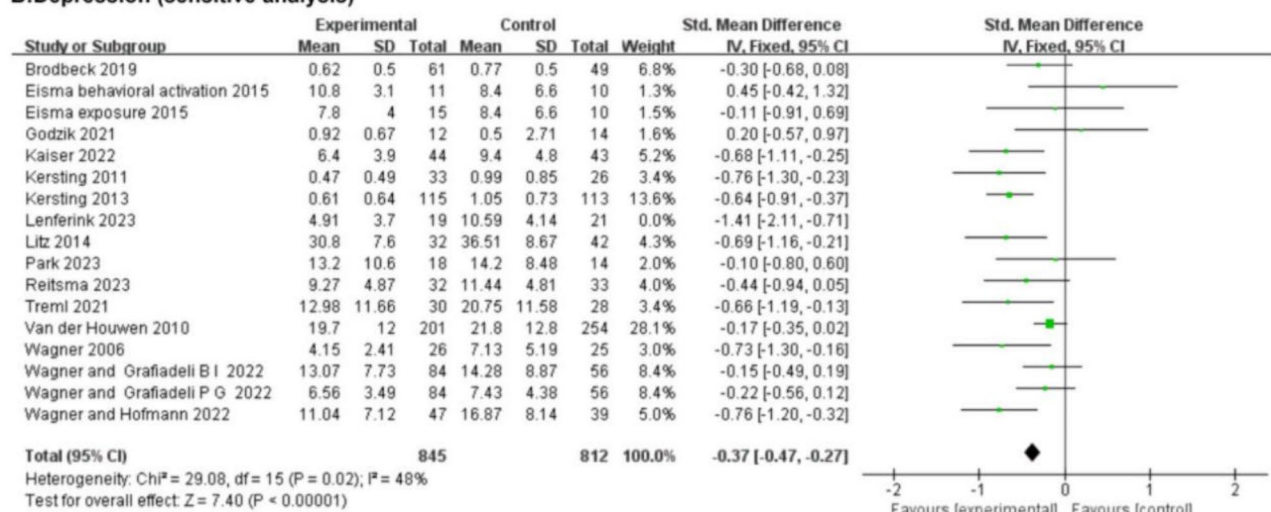 B.Depression (sensitive analysis)
Experimental Control Std. Mean Difference Std. Mean Difference
Study or Subgroup Mean SD Total Mean SD Total Weight IV, Fixed, 95% CI IV, Fixed, 95% CI
Brodbeck 2019 0.62 0.5 61 0.77 0.5 49 6.8% -0.30 [-0.68, 0.08]
Eisma behavioral activation 2015 10.8 3.1 11 8.4 6.6 10 1.3% 0.45 [-0.42, 1.32]
Eisma exposure 2015 7.8 4 15 8.4 6.6 10 1.5% -0.11 [-0.91, 0.69]
Godzik 2021 0.92 0.67 12 0.5 2.71 14 1.6% 0.20 [-0.57, 0.97]
Kaiser 2022 6.4 3.9 44 9.4 4.8 43 5.2% -0.68 [-1.11, -0.25]
Kersting 2011 0.47 0.49 33 0.99 0.85 26 3.4% -0.76 [-1.30, -0.23]
Kersting 2013 0.61 0.64 115 1.05 0.73 113 13.6% -0.64 [-0.91, -0.37]
Lenferink 2023 4.91 3.7 19 10.59 4.14 21 0.0% -1.41 [-2.11, -0.71]
Litz 2014 30.8 7.6 32 36.51 8.67 42 4.3% -0.69 [-1.16, -0.21]
Park 2023 13.2 10.6 18 14.2 8.48 14 2.0% -0.10 [-0.80, 0.60]
Reitsma 2023 9.27 4.87 32 11.44 4.81 33 4.0% -0.44 [-0.94, 0.05]
Treml 2021 12.98 11.66 30 20.75 11.58 28 3.4% -0.66 [-1.19, -0.13]
Van der Houwen 2010 19.7 12 201 21.8 12.8 254 28.1% -0.17 [-0.35, 0.02]
Wagner 2006 4.15 2.41 26 7.13 5.19 25 3.0% -0.73 [-1.30, -0.16]
Wagner and Grafiadeli B I 2022 13.07 7.73 84 14.28 8.87 56 8.4% -0.15 [-0.49, 0.19]
Wagner and Grafiadeli P G 2022 6.56 3.49 84 7.43 4.38 56 8.4% -0.22 [-0.56, 0.12]
Wagner and Hofmann 2022 11.04 7.12 47 16.87 8.14 39 5.0% -0.76 [-1.20, -0.32]
Total (95% CI) 845 812 100.0% -0.37 [-0.47, -0.27]
Heterogeneity: Chi² = 29.08, df = 15 (P = 0.02); I² = 48%
Test for overall effect: Z = 7.40 (P < 0.00001)
-2 -1 0 1 2
Favours [experimental] Favours [control]